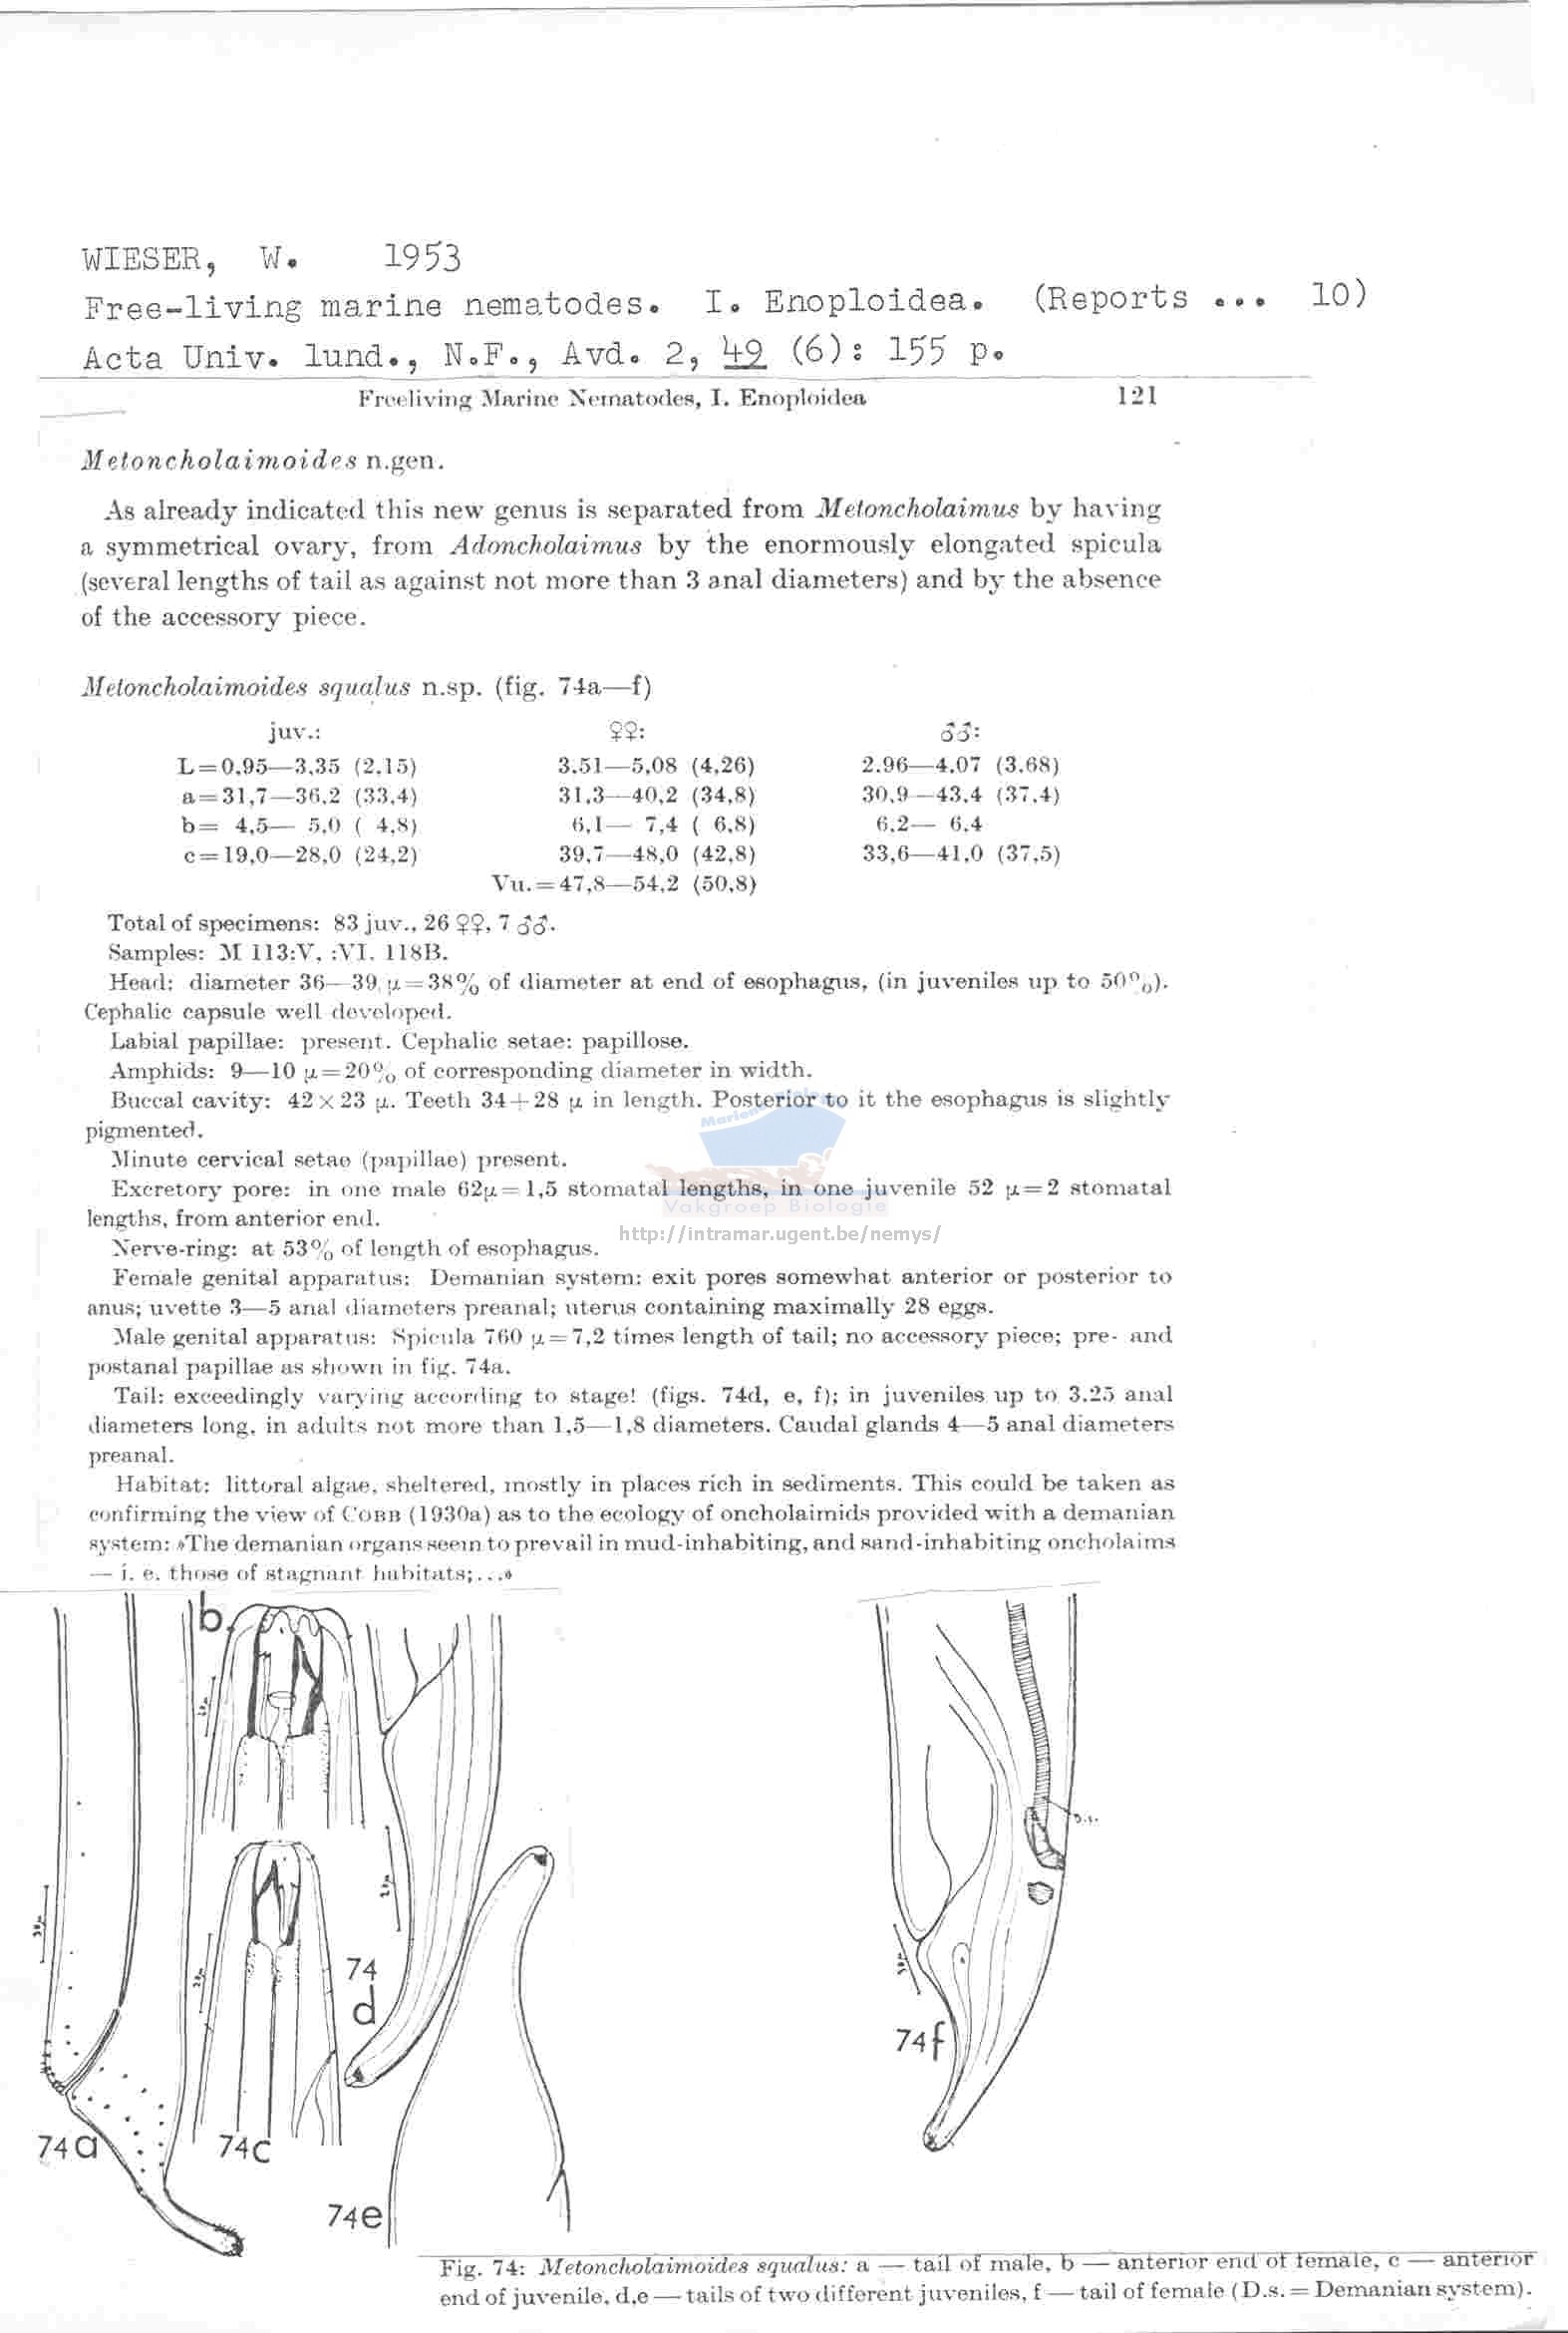 WIESER, W. 1953
Free-living marine nematodes. I. Enoploidea. (Reports ... 10)
Acta Univ. lund., N.F., Avd. 2, 49 (6): 155 p.
Freeliving Marine Nematodes, I. Enoploidea 121
Metoncholaimoides n.gen.
As already indicated this new genus is separated from Metoncholaimus by having
a symmetrical ovary, from Adoncholaimus by the enormously elongated spicula
(several lengths of tail as against not more than 3 anal diameters) and by the absence
of the accessory piece.
Metoncholaimoides squalus n.sp. (fig. 74a—f)
juv.: ♀♀: ♂♂:
L=0,95—3,35 (2,15) 3.51—5,08 (4,26) 2.96—4,07 (3,68)
a=31,7—36,2 (33,4) 31,3—40,2 (34,8) 30,9—43,4 (37,4)
b= 4,5— 5,0 ( 4,8) 6,1— 7,4 ( 6,8) 6,2— 6,4
c=19,0—28,0 (24,2) 39,7—48,0 (42,8) 33,6—41,0 (37,5)
Vu.=47,8—54,2 (50,8)
Total of specimens: 83 juv., 26 ♀♀, 7 ♂♂.
Samples: M 113:V, :VI, 118B.
Head: diameter 36—39 μ=38% of diameter at end of esophagus, (in juveniles up to 50%).
Cephalic capsule well developed.
Labial papillae: present. Cephalic setae: papillose.
Amphids: 9—10 μ=20% of corresponding diameter in width.
Buccal cavity: 42×23 μ. Teeth 34+28 μ in length. Posterior to it the esophagus is slightly
pigmented.
Minute cervical setae (papillae) present.
Excretory pore: in one male 62μ=1,5 stomatal lengths, in one juvenile 52 μ=2 stomatal
lengths, from anterior end.
Vakgroep Biologie
http://intramar.ugent.be/nemys/
Nerve-ring: at 53% of length of esophagus.
Female genital apparatus: Demanian system: exit pores somewhat anterior or posterior to
anus; uvette 3—5 anal diameters preanal; uterus containing maximally 28 eggs.
Male genital apparatus: Spicula 760 μ=7,2 times length of tail; no accessory piece; pre- and
postanal papillae as shown in fig. 74a.
Tail: exceedingly varying according to stage! (figs. 74d, e, f); in juveniles up to 3.25 anal
diameters long, in adults not more than 1,5—1,8 diameters. Caudal glands 4—5 anal diameters
preanal.
Habitat: littoral algae, sheltered, mostly in places rich in sediments. This could be taken as
confirming the view of COBB (1930a) as to the ecology of oncholaimids provided with a demanian
system: »The demanian organs seem to prevail in mud-inhabiting, and sand-inhabiting oncholaims
— i. e. those of stagnant habitats;...»
b
D.s.
74
d
74f
74a
74c
74e
Fig. 74: Metoncholaimoides squalus: a — tail of male, b — anterior end of female, c — anterior
end of juvenile, d,e — tails of two different juveniles, f — tail of female (D.s. = Demanian system).